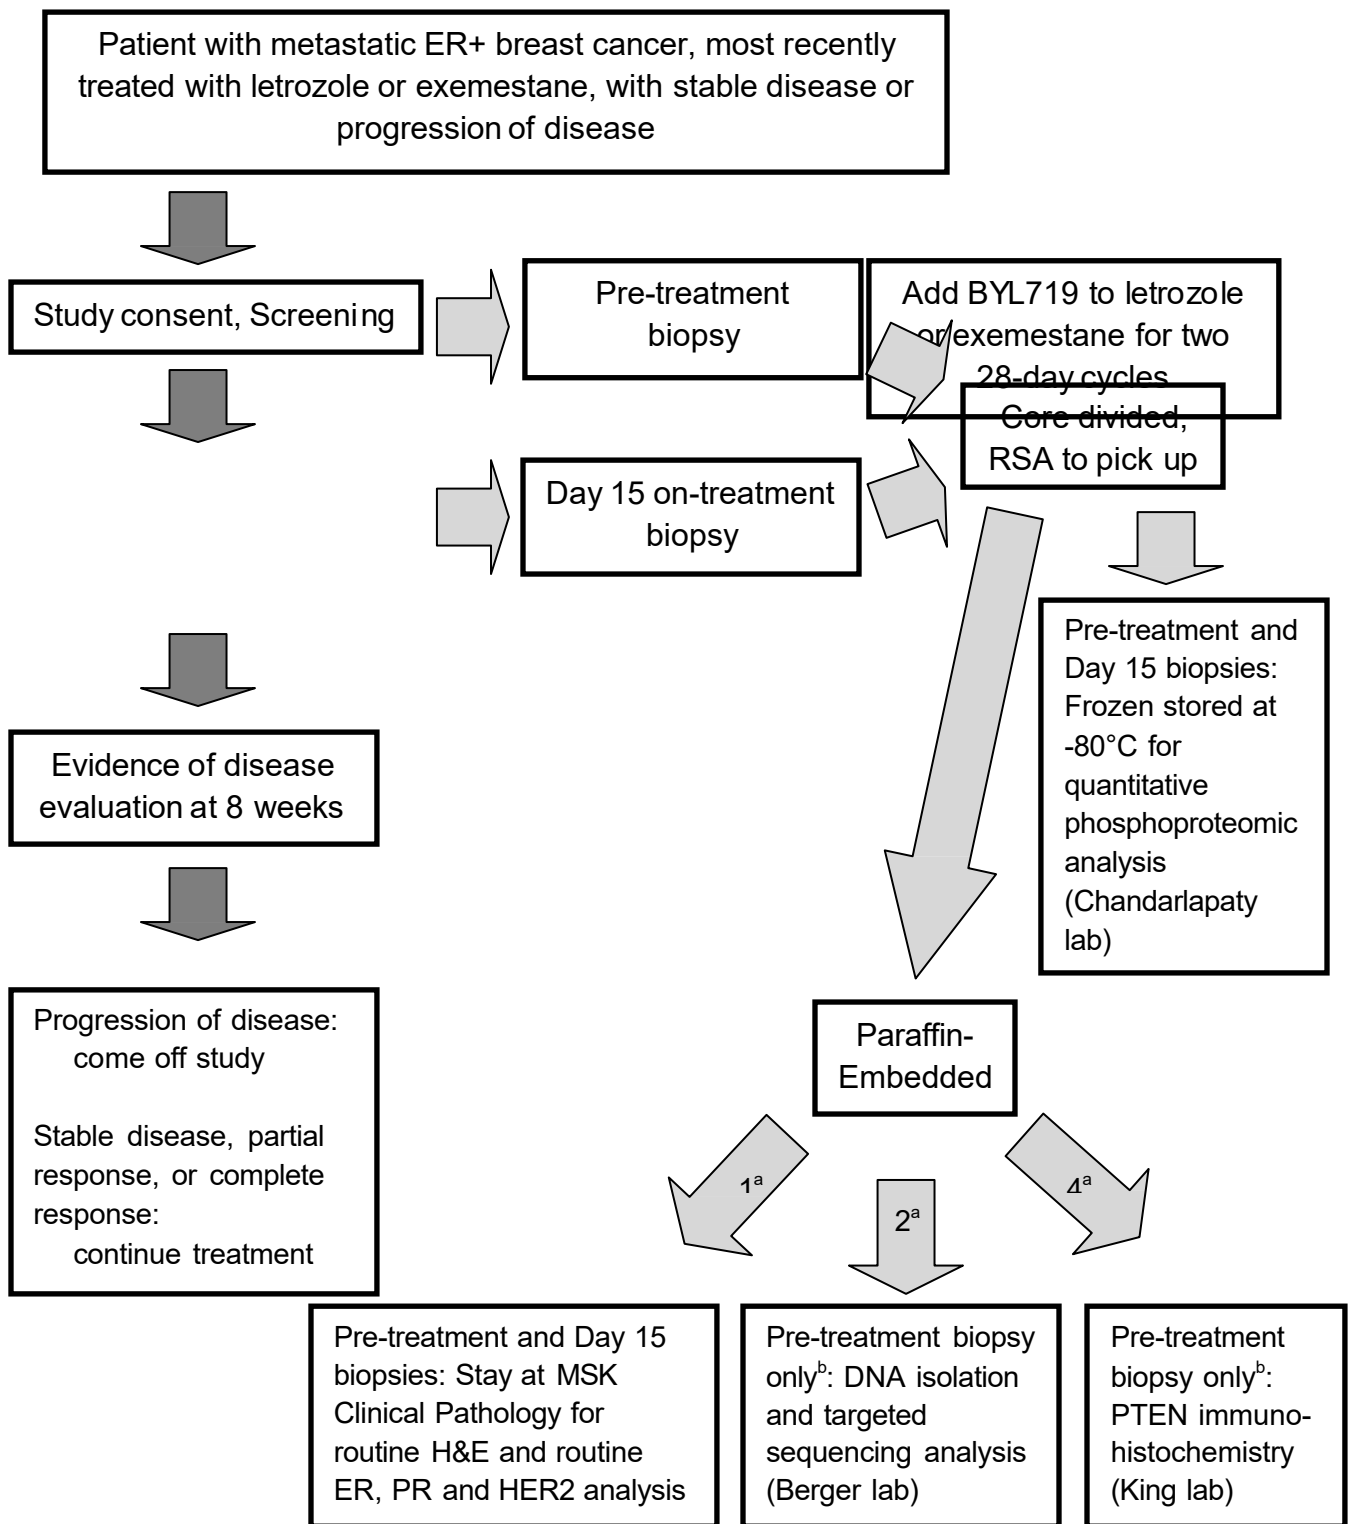 Patient with metastatic ER+ breast cancer, most recently
treated with letrozole or exemestane, with stable disease or
progression of disease
Study consent, Screening
Pre-treatment
biopsy
Add BYL719 to letrozole
or exemestane for two
28-day cycles
Core divided,
RSA to pick up
Day 15 on-treatment
biopsy
Pre-treatment and
Day 15 biopsies:
Frozen stored at
-80°C for
quantitative
phosphoproteomic
analysis
(Chandarlapaty
lab)
Evidence of disease
evaluation at 8 weeks
Progression of disease:
come off study
Stable disease, partial
response, or complete
response:
continue treatment
Paraffin-
Embedded
1ᵃ
2ᵃ
4ᵃ
Pre-treatment and Day 15
biopsies: Stay at MSK
Clinical Pathology for
routine H&E and routine
ER, PR and HER2 analysis
Pre-treatment biopsy
onlyᵇ: DNA isolation
and targeted
sequencing analysis
(Berger lab)
Pre-treatment
biopsy onlyᵇ:
PTEN immuno-
histochemistry
(King lab)